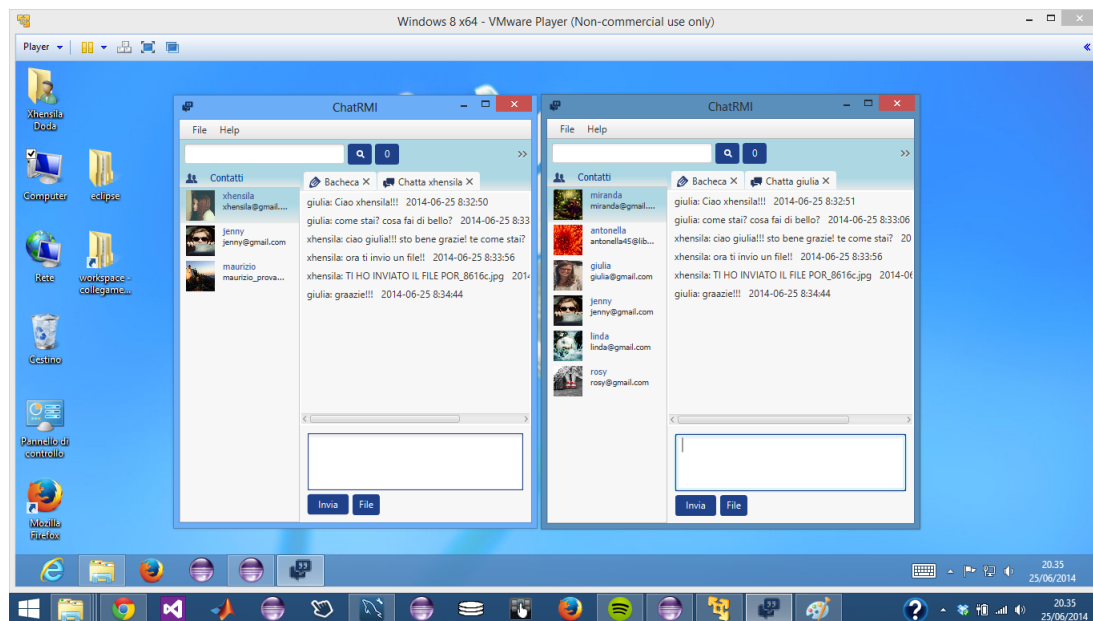 Windows 8 x64 - VMware Player (Non-commercial use only)
Player
Xhensila Doda
Computer
eclipse
Rete
workspace - collegame...
Cestino
Pannello di controllo
Mozilla Firefox
ChatRMI
File Help
0
>>
Contatti
xhensila
xhensila@gmail....
jenny
jenny@gmail.com
maurizio
maurizio_prova...
Bacheca X Chatta xhensila X
giulia: Ciao xhensila!!! 2014-06-25 8:32:50
giulia: come stai? cosa fai di bello? 2014-06-25 8:33
xhensila: ciao giulia!!! sto bene grazie! te come stai?
xhensila: ora ti invio un file!! 2014-06-25 8:33:56
xhensila: TI HO INVIATO IL FILE POR_8616c.jpg 2014
giulia: graazie!!! 2014-06-25 8:34:44
Invia File
ChatRMI
File Help
0
>>
Contatti
miranda
miranda@gmail....
antonella
antonella45@lib...
giulia
giulia@gmail.com
jenny
jenny@gmail.com
linda
linda@gmail.com
rosy
rosy@gmail.com
Bacheca X Chatta giulia X
giulia: Ciao xhensila!!! 2014-06-25 8:32:51
giulia: come stai? cosa fai di bello? 2014-06-25 8:33:06
xhensila: ciao giulia!!! sto bene grazie! te come stai? 20
xhensila: ora ti invio un file!! 2014-06-25 8:33:56
xhensila: TI HO INVIATO IL FILE POR_8616c.jpg 2014-06
giulia: graazie!!! 2014-06-25 8:34:44
Invia File
20.35
25/06/2014
20.35
25/06/2014